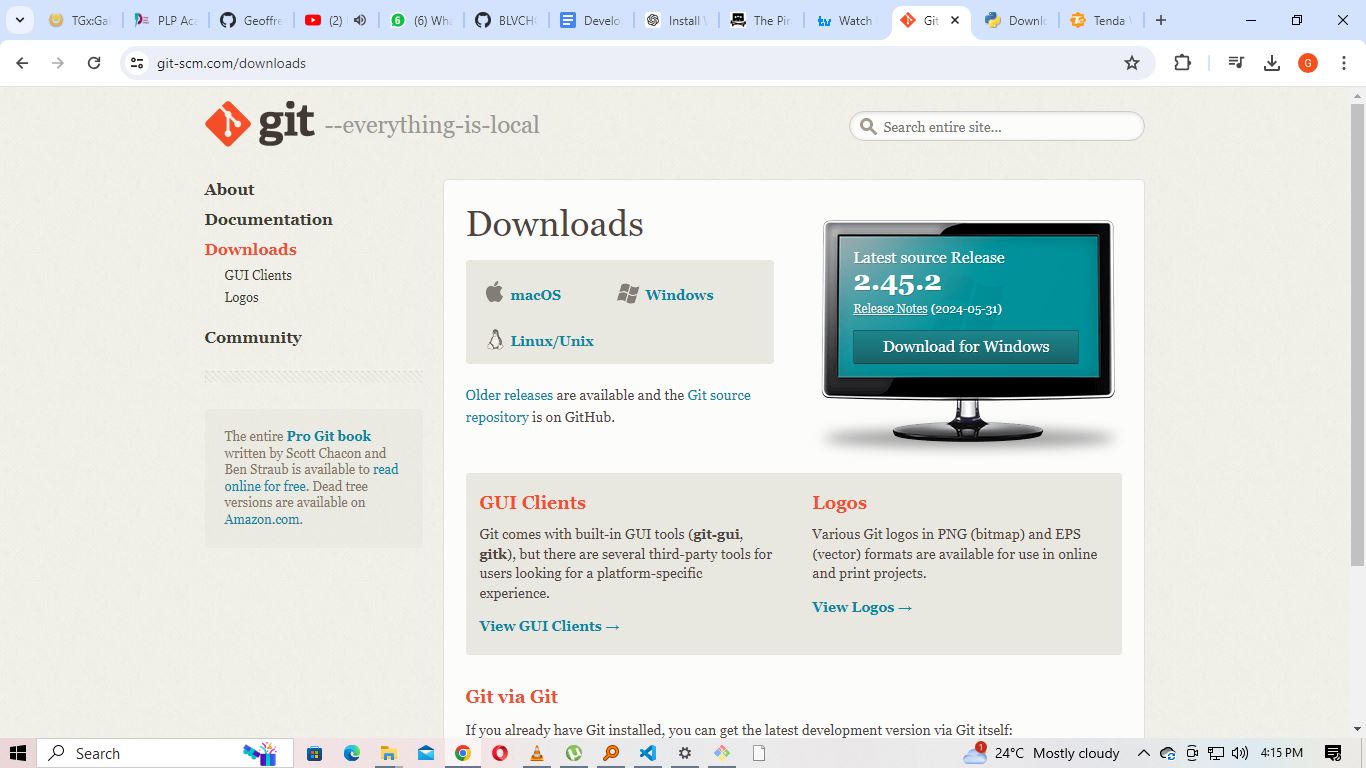 TGx:Gal
PLP Aca
Geoffre
(2)
(6) Wha
BLVCH
Develo
Install V
The Pir
Watch
Git
Downlo
Tenda
git-scm.com/downloads
G
git --everything-is-local
Search entire site...
About
Documentation
Downloads
GUI Clients
Logos
Community
The entire Pro Git book
written by Scott Chacon and
Ben Straub is available to read
online for free. Dead tree
versions are available on
Amazon.com.
Downloads
macOS
Windows
Linux/Unix
Older releases are available and the Git source
repository is on GitHub.
Latest source Release
2.45.2
Release Notes (2024-05-31)
Download for Windows
GUI Clients
Git comes with built-in GUI tools (git-gui,
gitk), but there are several third-party tools for
users looking for a platform-specific
experience.
View GUI Clients →
Logos
Various Git logos in PNG (bitmap) and EPS
(vector) formats are available for use in online
and print projects.
View Logos →
Git via Git
If you already have Git installed, you can get the latest development version via Git itself:
Search
1
24°C Mostly cloudy
4:15 PM